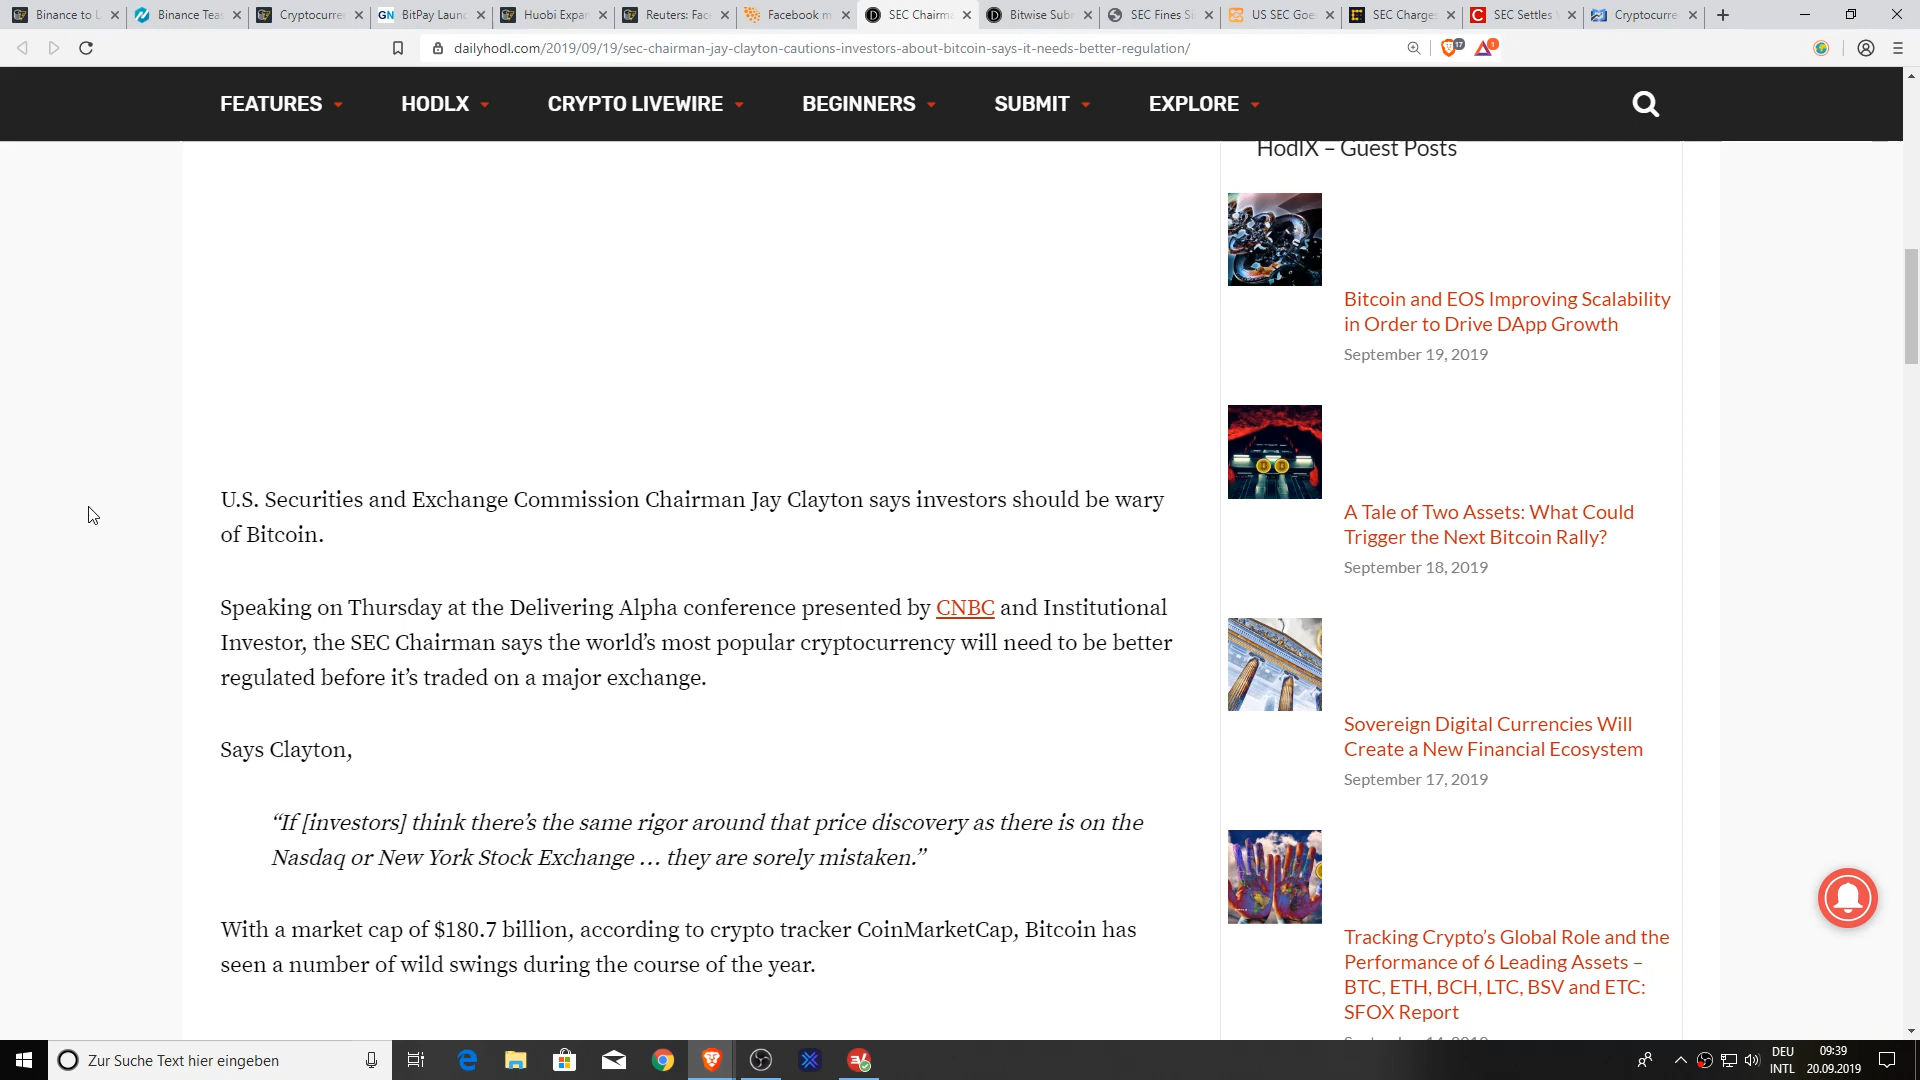 Binance to L
Binance Tea
Cryptocurre
GN BitPay Laun
Huobi Expa
Reuters: Fac
Facebook m
SEC Chairm
Bitwise Sub
SEC Fines Si
US SEC Goe
SEC Charge
SEC Settles
Cryptocurre
dailyhodl.com/2019/09/19/sec-chairman-jay-clayton-cautions-investors-about-bitcoin-says-it-needs-better-regulation/
17
1
FEATURES HODLX CRYPTO LIVEWIRE BEGINNERS SUBMIT EXPLORE
U.S. Securities and Exchange Commission Chairman Jay Clayton says investors should be wary
of Bitcoin.
Speaking on Thursday at the Delivering Alpha conference presented by CNBC and Institutional
Investor, the SEC Chairman says the world’s most popular cryptocurrency will need to be better
regulated before it’s traded on a major exchange.
Says Clayton,
“If [investors] think there’s the same rigor around that price discovery as there is on the
Nasdaq or New York Stock Exchange … they are sorely mistaken.”
With a market cap of $180.7 billion, according to crypto tracker CoinMarketCap, Bitcoin has
seen a number of wild swings during the course of the year.
HodlX – Guest Posts
Bitcoin and EOS Improving Scalability
in Order to Drive DApp Growth
September 19, 2019
A Tale of Two Assets: What Could
Trigger the Next Bitcoin Rally?
September 18, 2019
Sovereign Digital Currencies Will
Create a New Financial Ecosystem
September 17, 2019
Tracking Crypto’s Global Role and the
Performance of 6 Leading Assets –
BTC, ETH, BCH, LTC, BSV and ETC:
SFOX Report
Zur Suche Text hier eingeben
DEU
INTL
09:39
20.09.2019